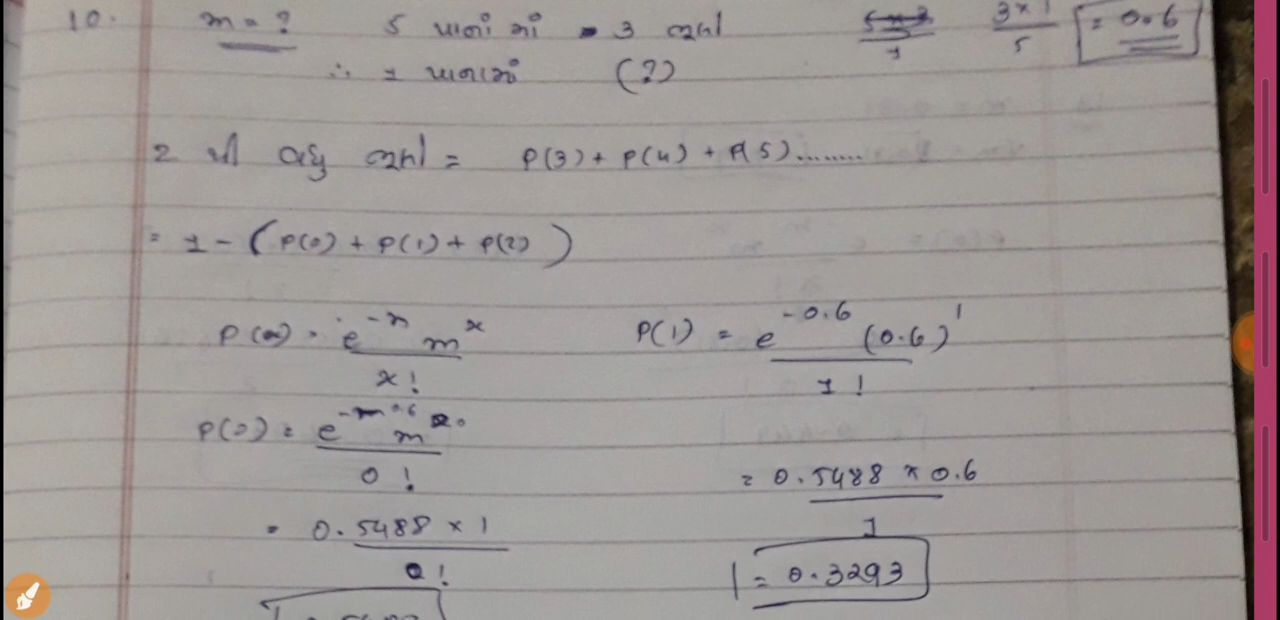 10. m = ? 5 પાનાં માં 3 ભૂલો 3×1/5 = 0.6
∴ 1 પાનામાં (?)
2 થી વધુ ભૂલો = P(3) + P(4) + P(5)........
= 1 - (P(0) + P(1) + P(2))
P(x) = e^-m m^x / x!
P(1) = e^-0.6 (0.6)^1 / 1!
P(0) = e^-0.6 m^0 / 0!
= 0.5488 × 0.6 / 1
= 0.5488 × 1 / 0!
= 0.3293